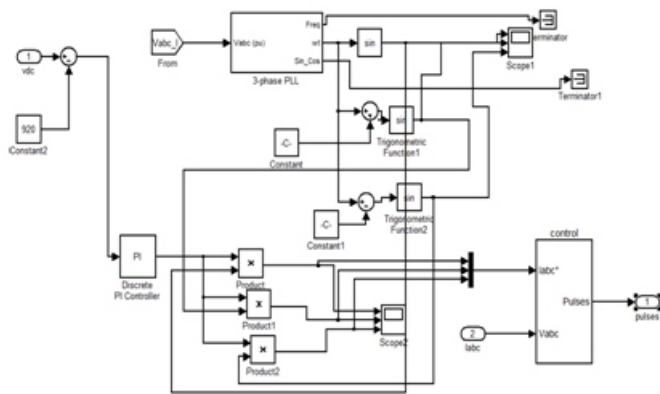 Freq
Vabc_I
Vabc (pu)
wt
sin
Sin_Cos
From
3-phase PLL
Terminator
Scope1
1
vdc
Terminator1
920
Constant2
sin
-C-
Trigonometric
Function1
Constant
sin
-C-
Trigonometric
Function2
Constant1
control
PI
Discrete
PI Controller
×
Product
Iabc*
x
Product1
Pulses
1
pulses
Scope2
2
Iabc
Vabc
×
Product2